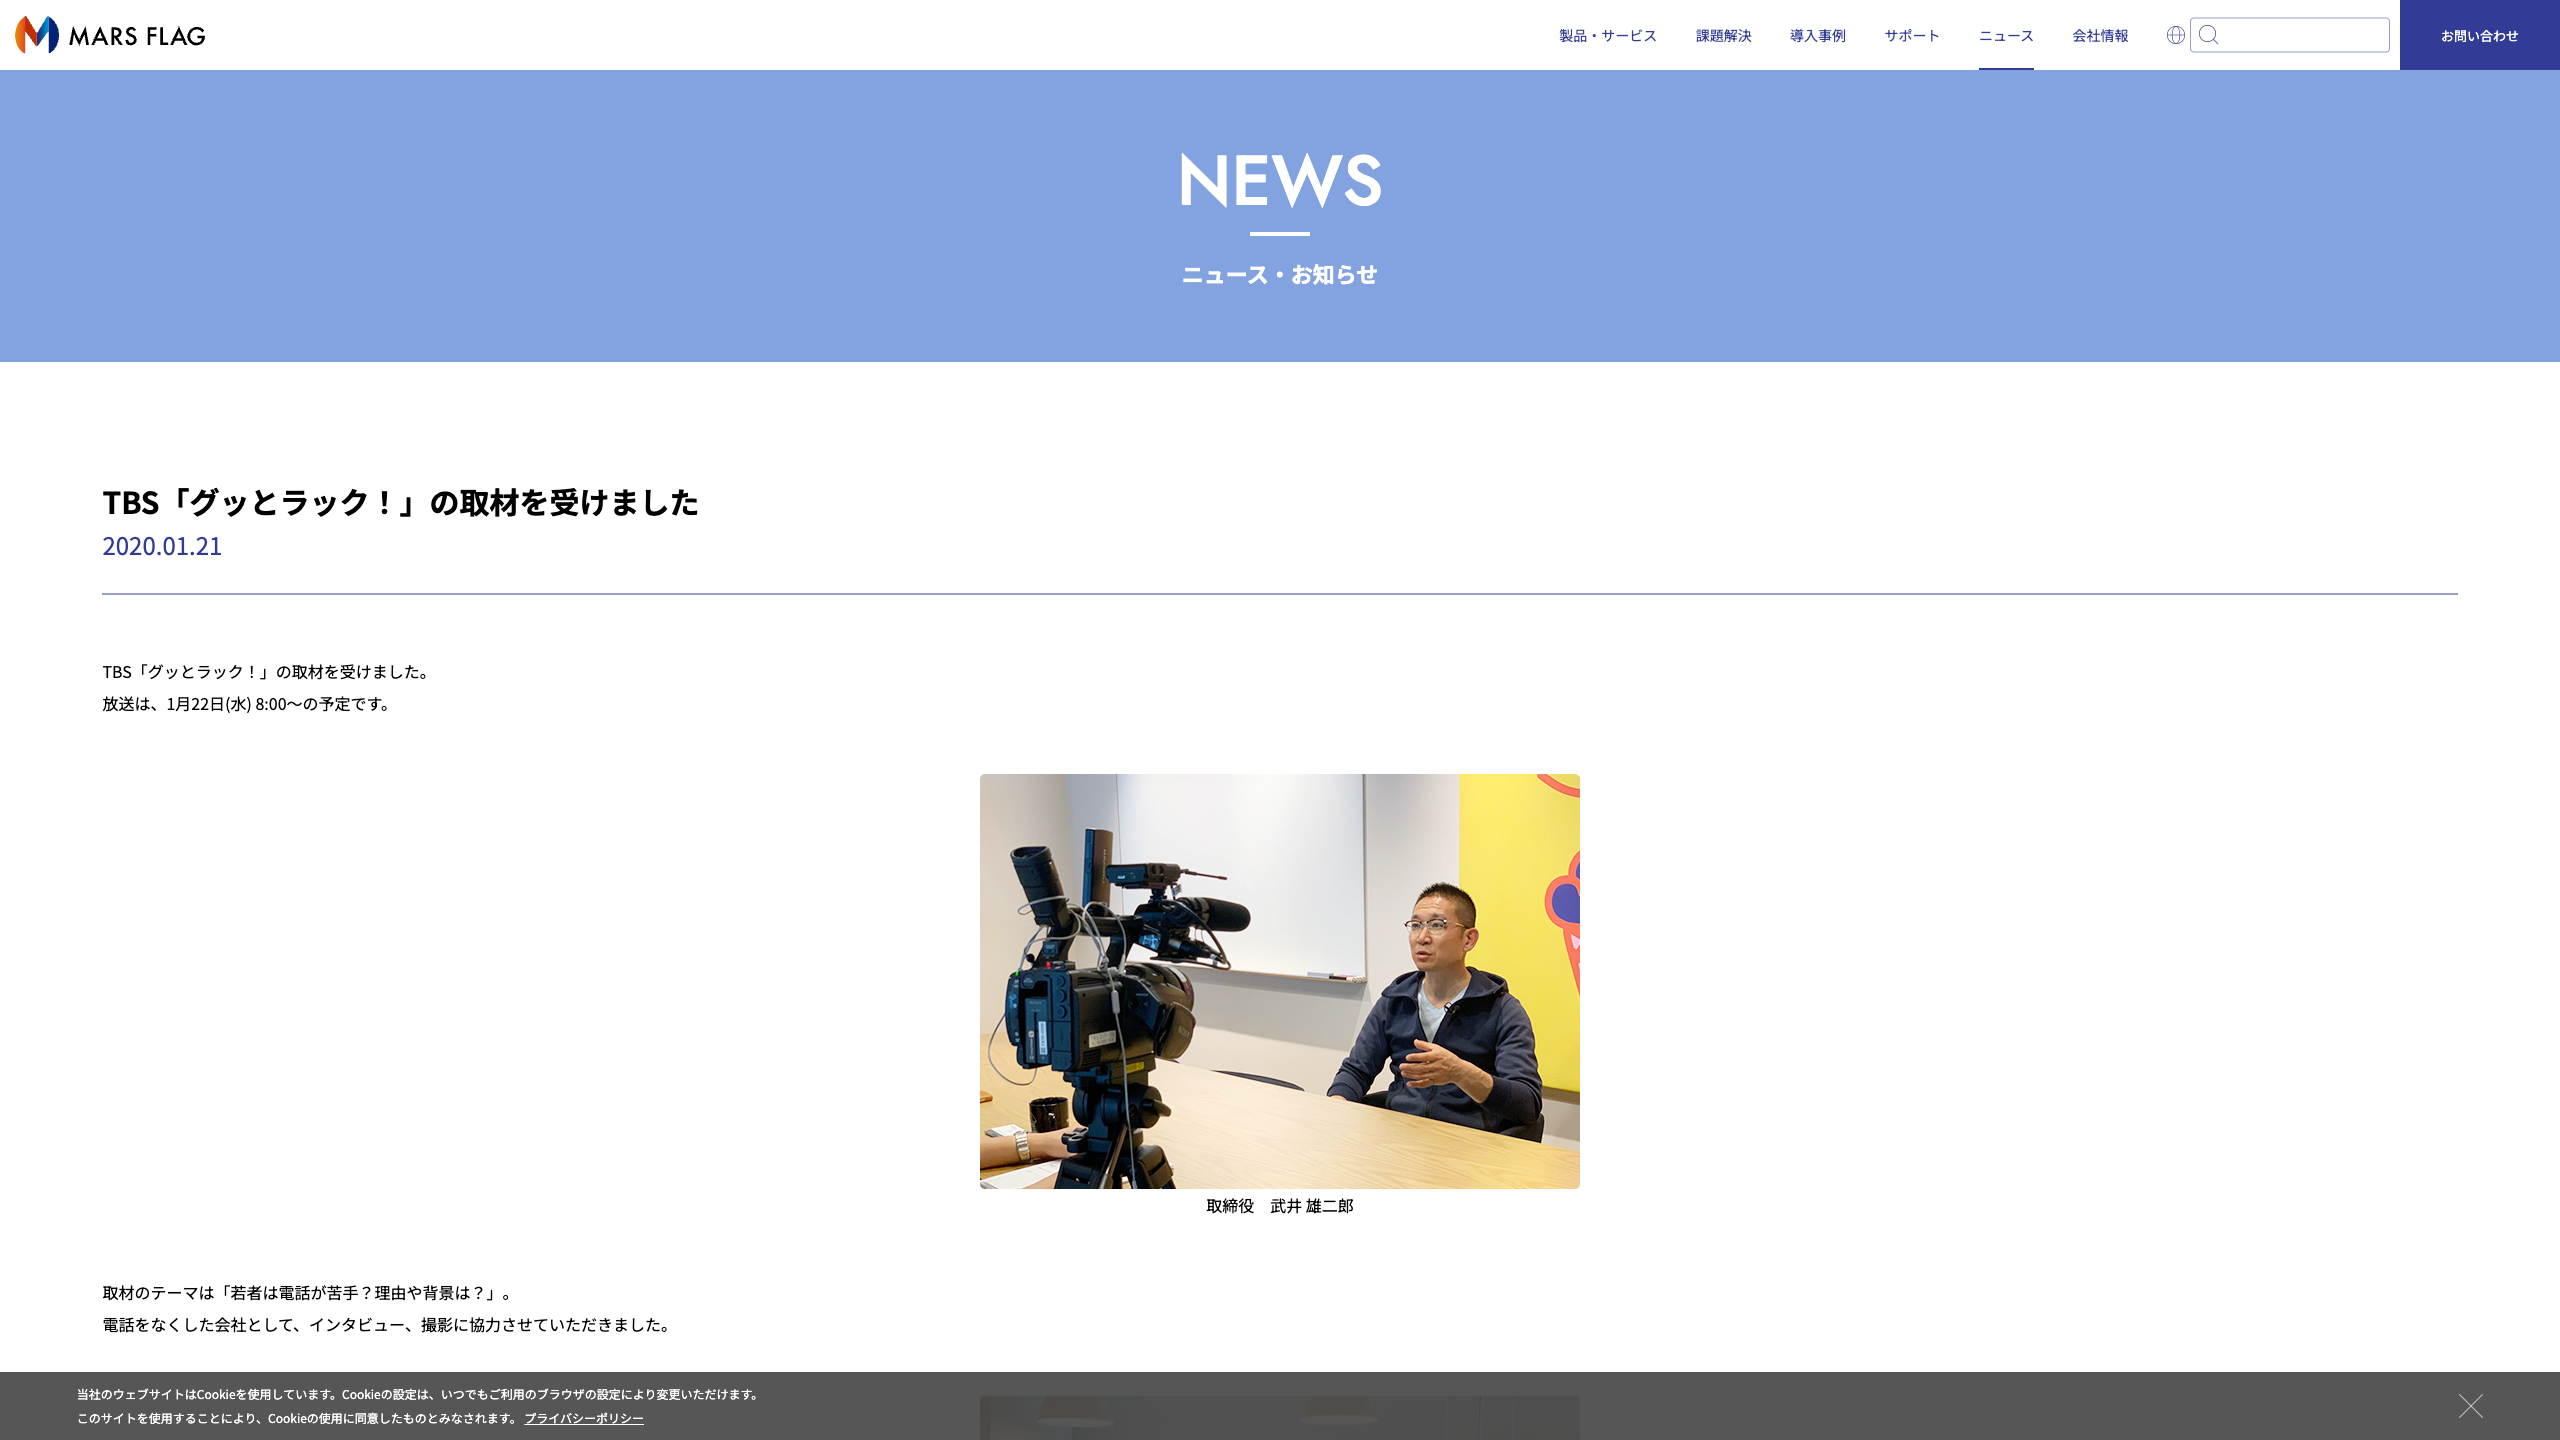 MARS FLAG
製品・サービス
課題解決
導入事例
サポート
ニュース
会社情報
お問い合わせ
NEWS
ニュース・お知らせ
TBS「グッとラック！」の取材を受けました
2020.01.21
TBS「グッとラック！」の取材を受けました。
放送は、1月22日(水) 8:00〜の予定です。
SONY
取締役　武井 雄二郎
取材のテーマは「若者は電話が苦手？理由や背景は？」。
電話をなくした会社として、インタビュー、撮影に協力させていただきました。
当社のウェブサイトはCookieを使用しています。Cookieの設定は、いつでもご利用のブラウザの設定により変更いただけます。
このサイトを使用することにより、Cookieの使用に同意したものとみなされます。 プライバシーポリシー